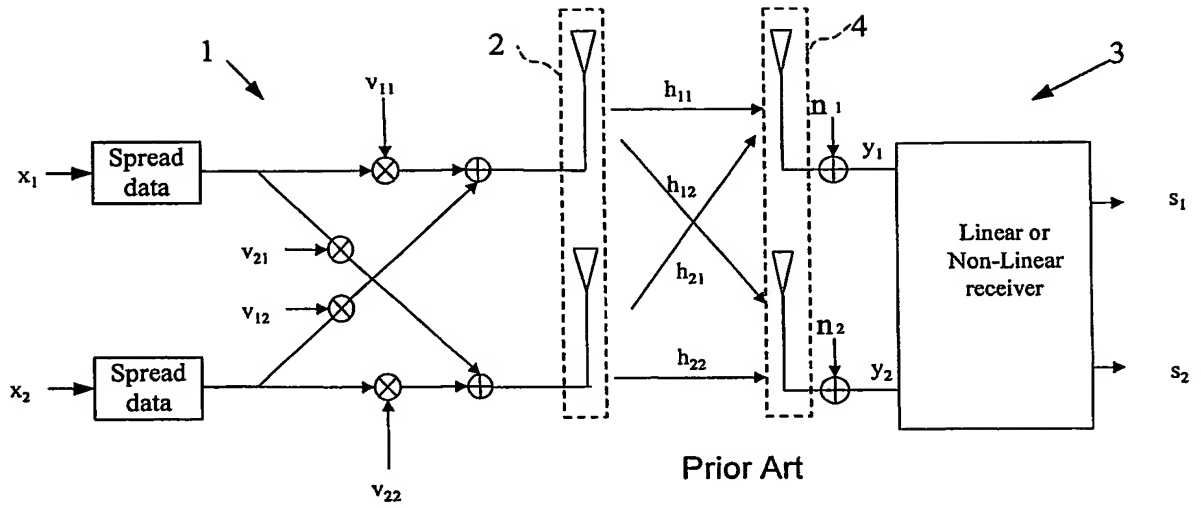 1
2
4
3
v11
h11
n1
y1
x1
Spread
data
h12
s1
v21
Linear or
Non-Linear
receiver
h21
v12
n2
h22
y2
s2
x2
Spread
data
Prior Art
v22